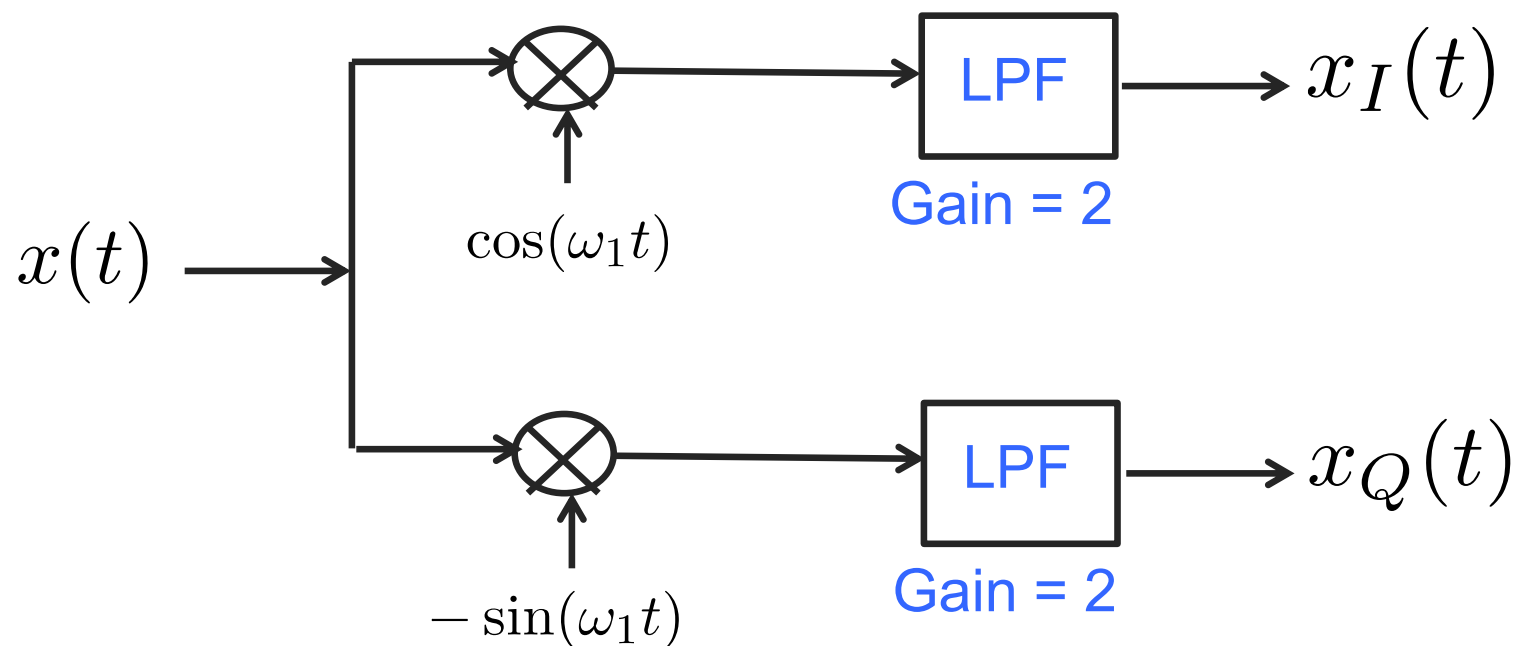 LPF
x_I(t)
Gain = 2
cos(ω₁t)
x(t)
LPF
x_Q(t)
Gain = 2
− sin(ω₁t)